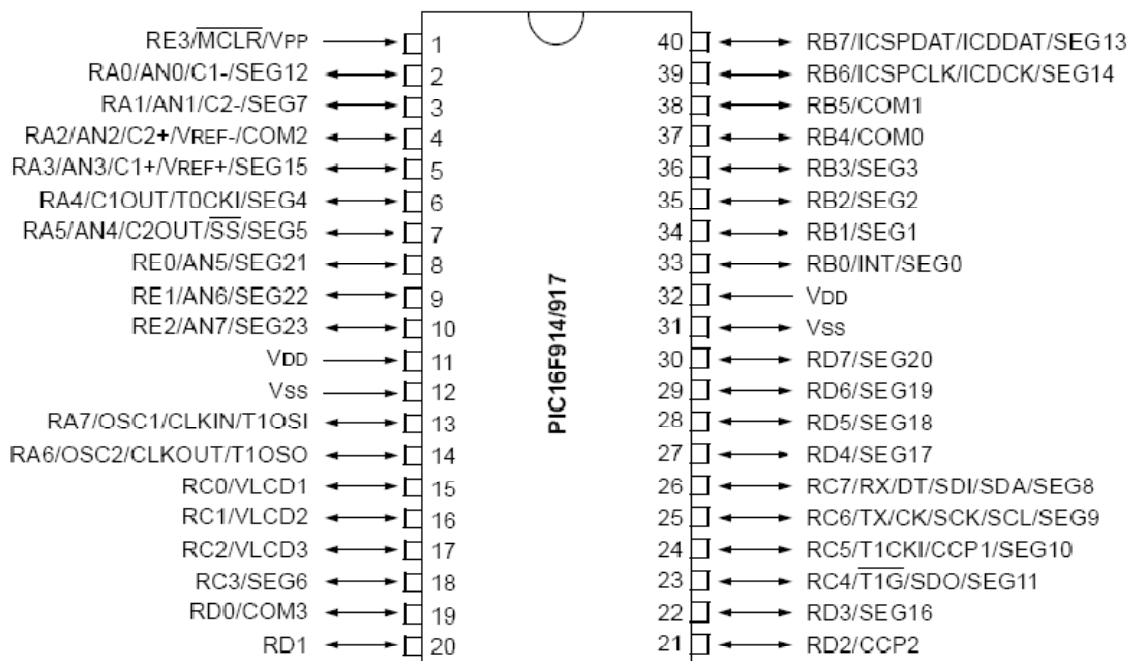 RE3/MCLR/VPP 1 40 RB7/ICSPDAT/ICDDAT/SEG13
RA0/AN0/C1-/SEG12 2 39 RB6/ICSPCLK/ICDCK/SEG14
RA1/AN1/C2-/SEG7 3 38 RB5/COM1
RA2/AN2/C2+/VREF-/COM2 4 37 RB4/COM0
RA3/AN3/C1+/VREF+/SEG15 5 36 RB3/SEG3
RA4/C1OUT/T0CKI/SEG4 6 35 RB2/SEG2
RA5/AN4/C2OUT/SS/SEG5 7 34 RB1/SEG1
RE0/AN5/SEG21 8 33 RB0/INT/SEG0
RE1/AN6/SEG22 9 32 VDD
RE2/AN7/SEG23 10 31 VSS
VDD 11 30 RD7/SEG20
VSS 12 29 RD6/SEG19
RA7/OSC1/CLKIN/T1OSI 13 28 RD5/SEG18
RA6/OSC2/CLKOUT/T1OSO 14 27 RD4/SEG17
RC0/VLCD1 15 26 RC7/RX/DT/SDI/SDA/SEG8
RC1/VLCD2 16 25 RC6/TX/CK/SCK/SCL/SEG9
RC2/VLCD3 17 24 RC5/T1CKI/CCP1/SEG10
RC3/SEG6 18 23 RC4/T1G/SDO/SEG11
RD0/COM3 19 22 RD3/SEG16
RD1 20 21 RD2/CCP2
PIC16F914/917